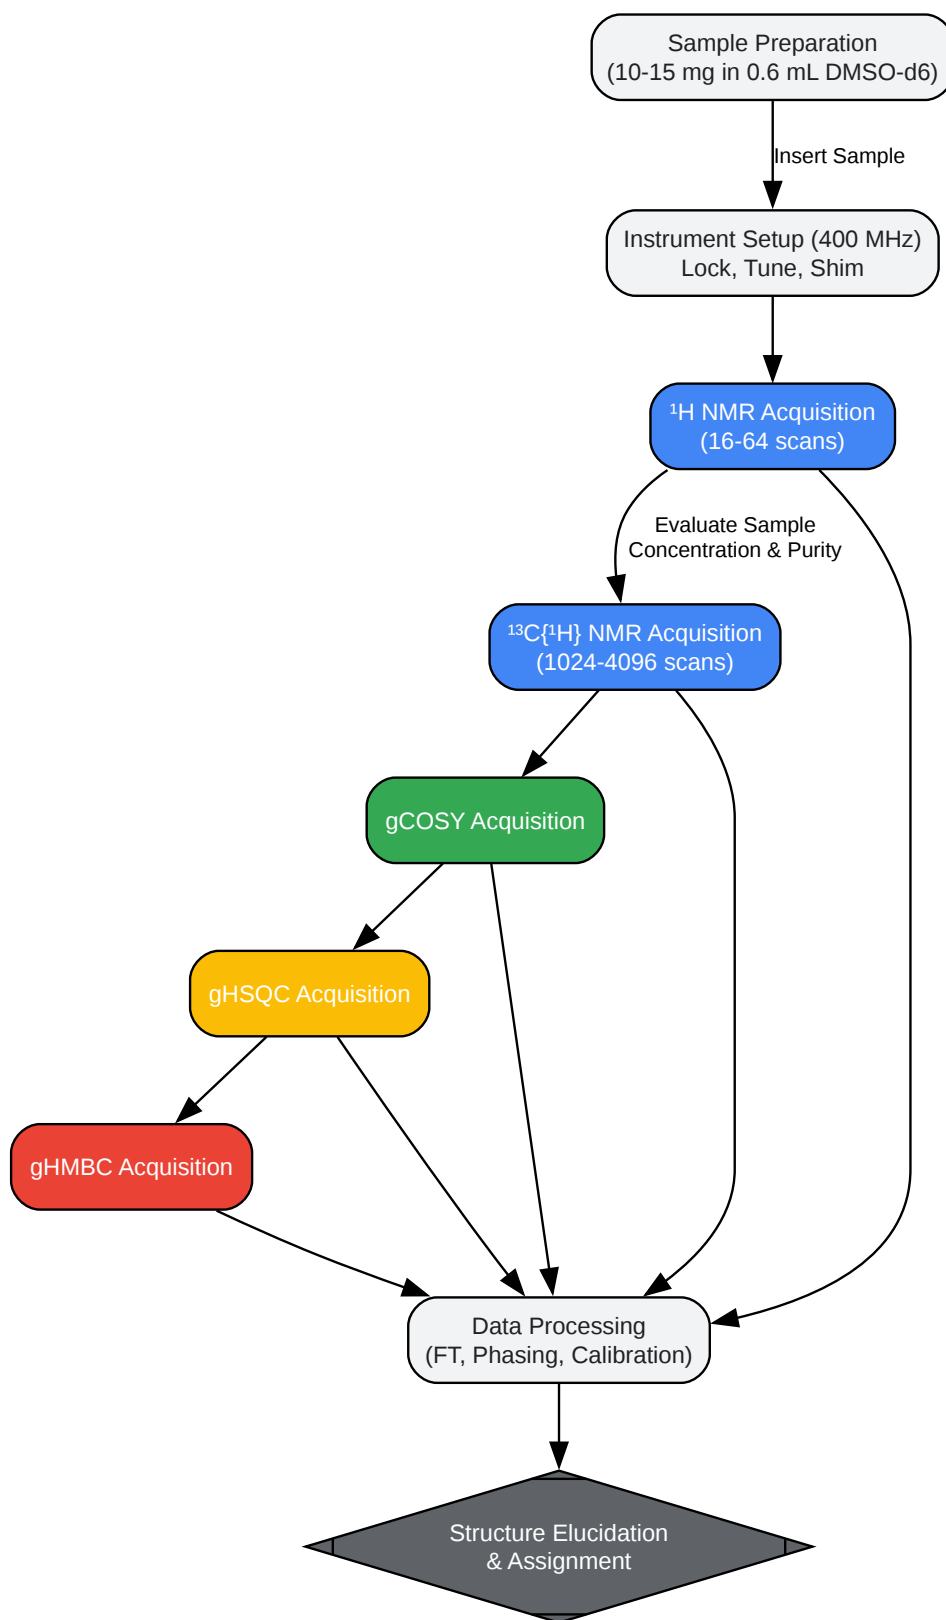 Sample Preparation
(10-15 mg in 0.6 mL DMSO-d6)
Insert Sample
Instrument Setup (400 MHz)
Lock, Tune, Shim
¹H NMR Acquisition
(16-64 scans)
Evaluate Sample
Concentration & Purity
¹³C{¹H} NMR Acquisition
(1024-4096 scans)
gCOSY Acquisition
gHSQC Acquisition
gHMBC Acquisition
Data Processing
(FT, Phasing, Calibration)
Structure Elucidation
& Assignment